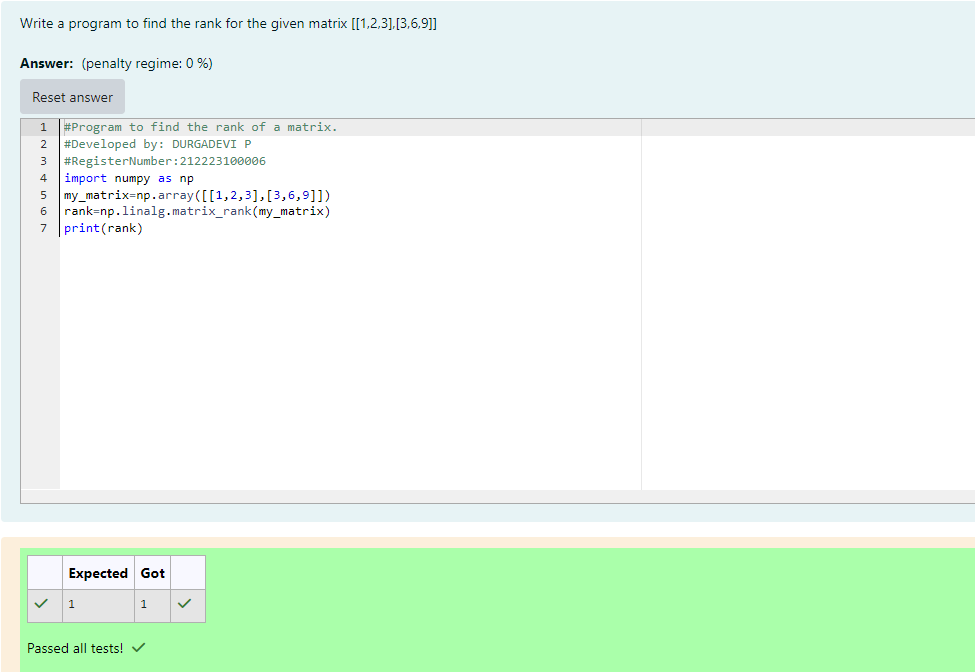 Write a program to find the rank for the given matrix [[1,2,3],[3,6,9]]
Answer: (penalty regime: 0 %)
Reset answer
1 #Program to find the rank of a matrix.
2 #Developed by: DURGADEVI P
3 #RegisterNumber:212223100006
4 import numpy as np
5 my_matrix=np.array([[1,2,3],[3,6,9]])
6 rank=np.linalg.matrix_rank(my_matrix)
7 print(rank)
Expected Got
1 1
Passed all tests!